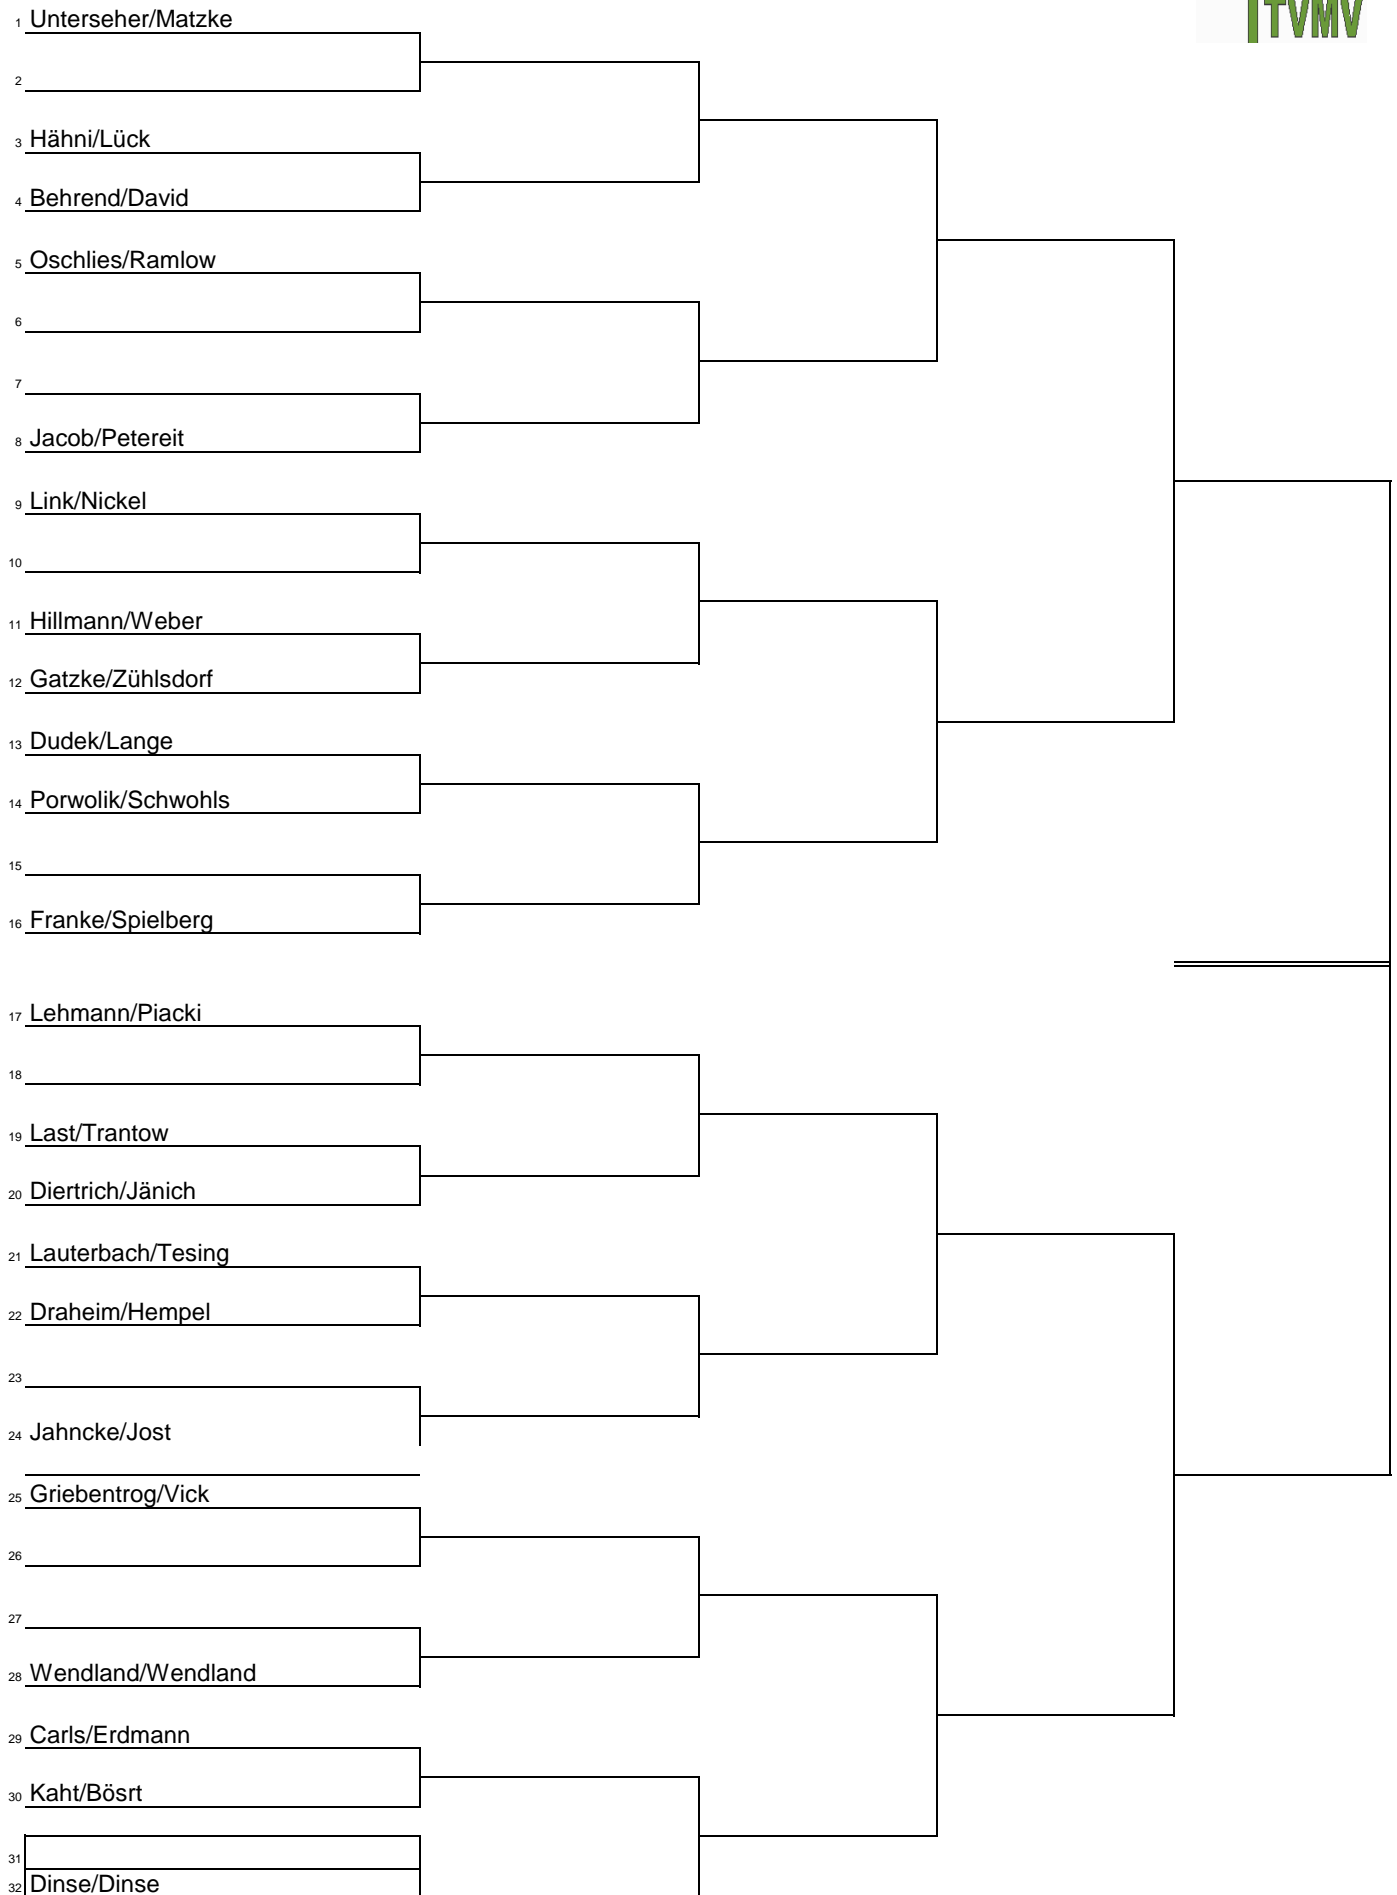 TVMV
1 Unterseher/Matzke
2
3 Hähni/Lück
4 Behrend/David
5 Oschlies/Ramlow
6
7
8 Jacob/Petereit
9 Link/Nickel
10
11 Hillmann/Weber
12 Gatzke/Zühlsdorf
13 Dudek/Lange
14 Porwolik/Schwohls
15
16 Franke/Spielberg
17 Lehmann/Piacki
18
19 Last/Trantow
20 Diertrich/Jänich
21 Lauterbach/Tesing
22 Draheim/Hempel
23
24 Jahncke/Jost
25 Griebentrog/Vick
26
27
28 Wendland/Wendland
29 Carls/Erdmann
30 Kaht/Bösrt
31
32 Dinse/Dinse